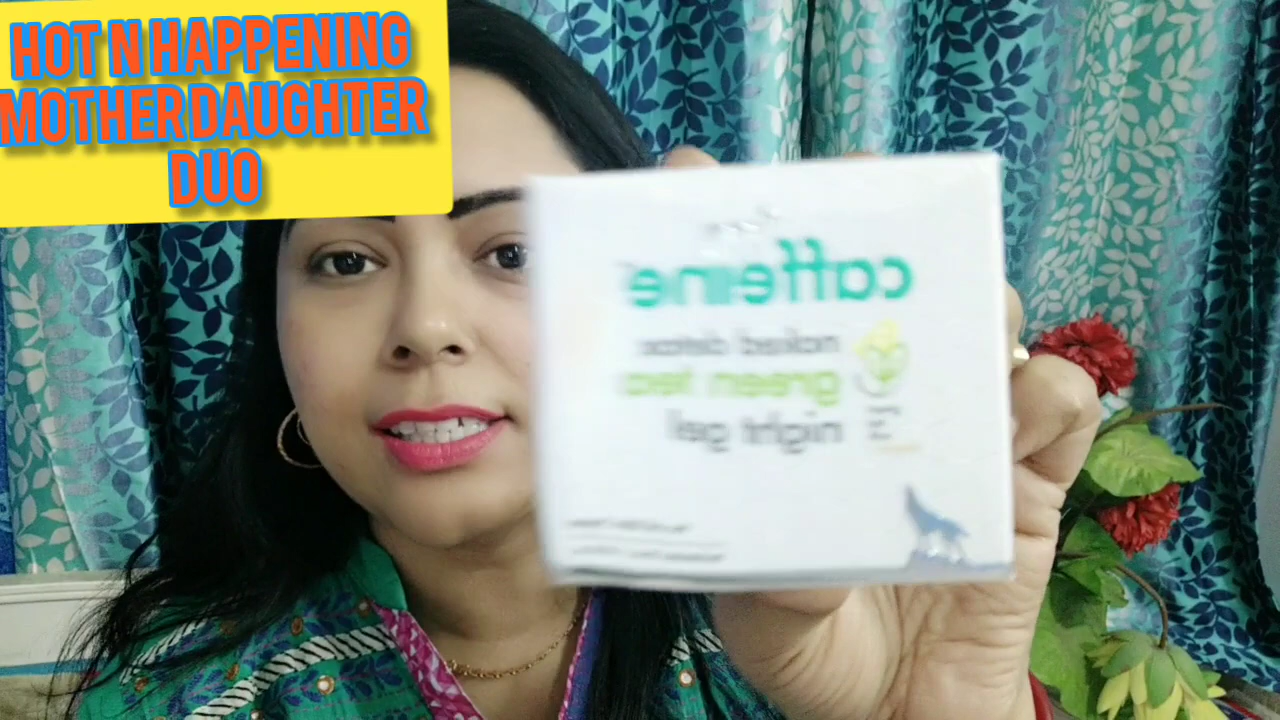 HOT N HAPPENING
MOTHER DAUGHTER
DUO
caffeine
naked detox
green tea
night gel